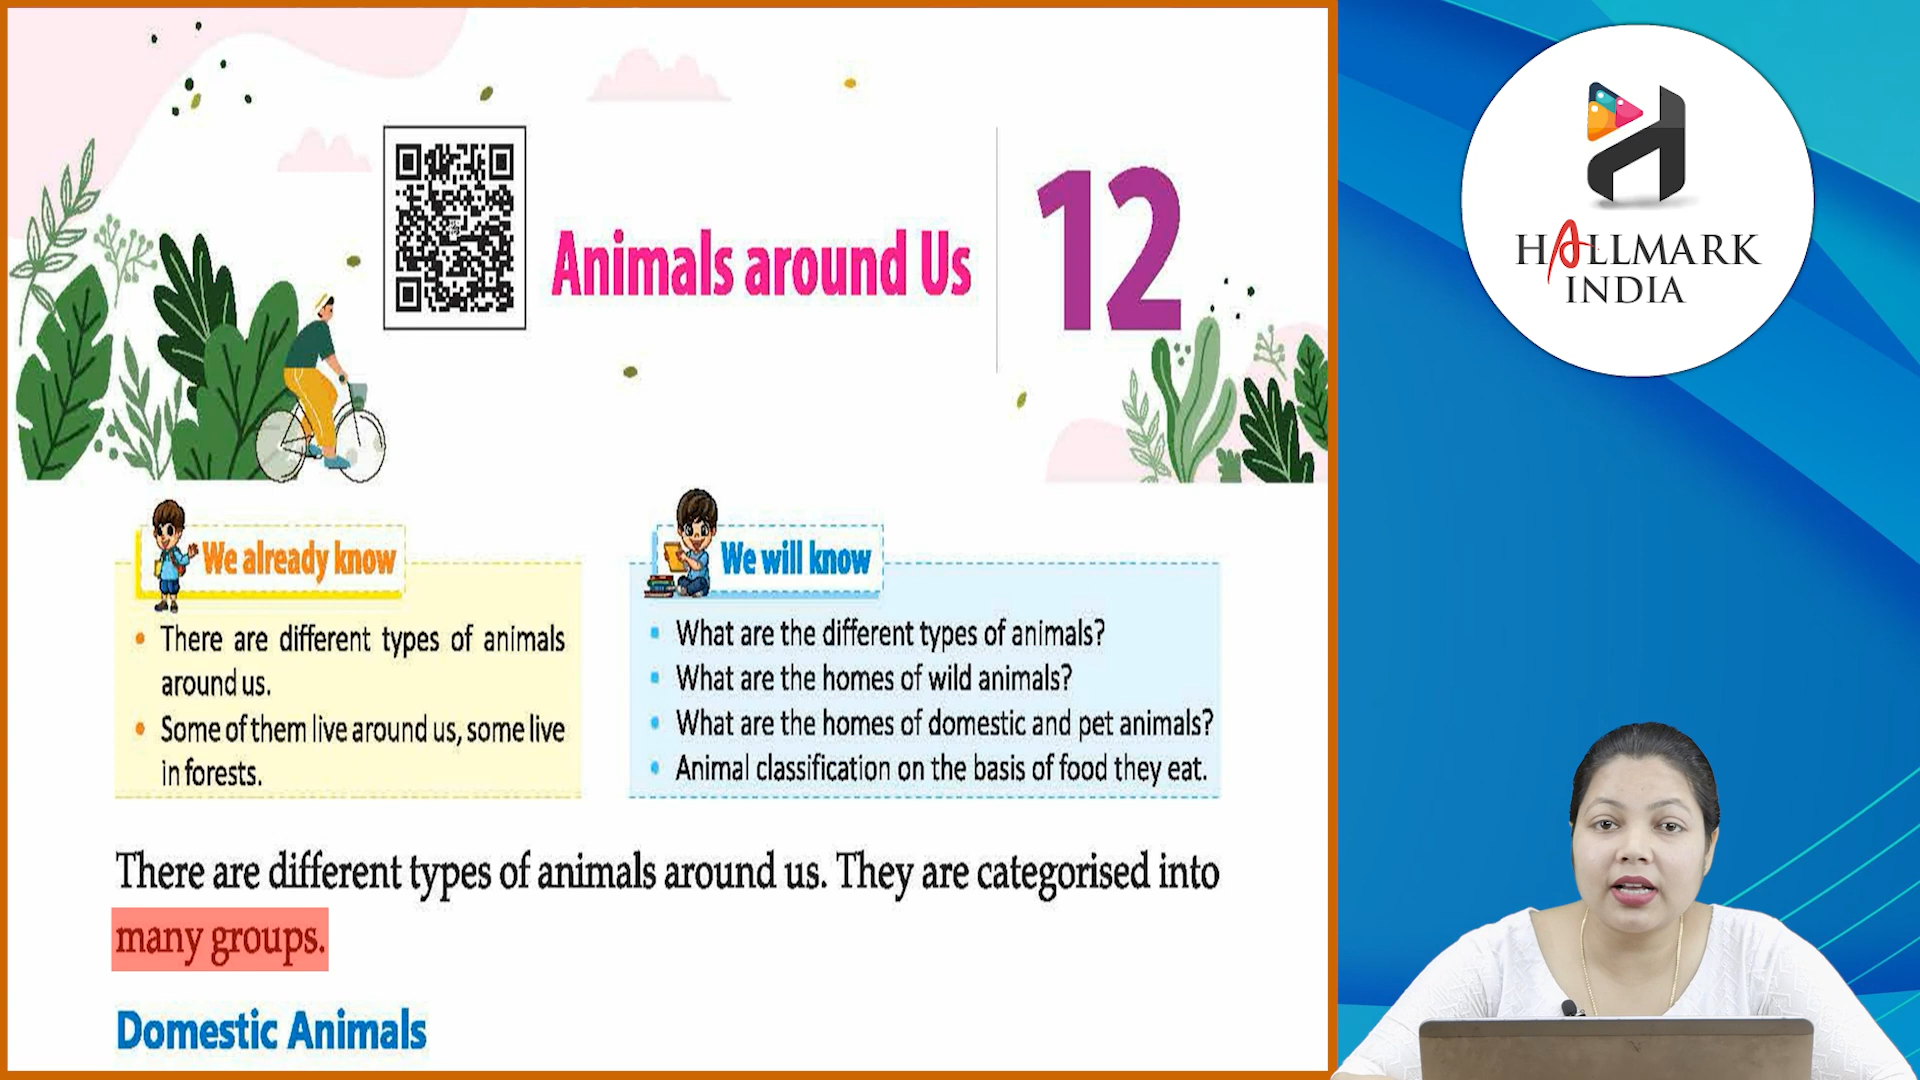 Animals around Us
12
We already know
• There are different types of animals
around us.
• Some of them live around us, some live
in forests.
We will know
• What are the different types of animals?
• What are the homes of wild animals?
• What are the homes of domestic and pet animals?
• Animal classification on the basis of food they eat.
There are different types of animals around us. They are categorised into
many groups.
Domestic Animals
HALLMARK
INDIA